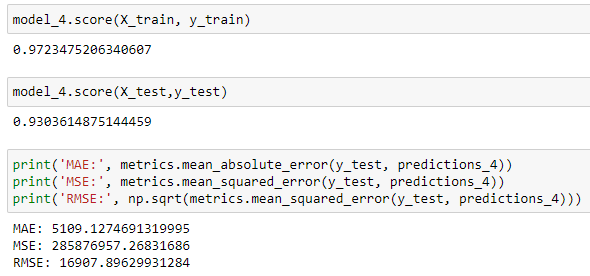 model_4.score(X_train, y_train)
0.9723475206340607
model_4.score(X_test,y_test)
0.9303614875144459
print('MAE:', metrics.mean_absolute_error(y_test, predictions_4))
print('MSE:', metrics.mean_squared_error(y_test, predictions_4))
print('RMSE:', np.sqrt(metrics.mean_squared_error(y_test, predictions_4)))
MAE: 5109.1274691319995
MSE: 285876957.26831686
RMSE: 16907.89629931284